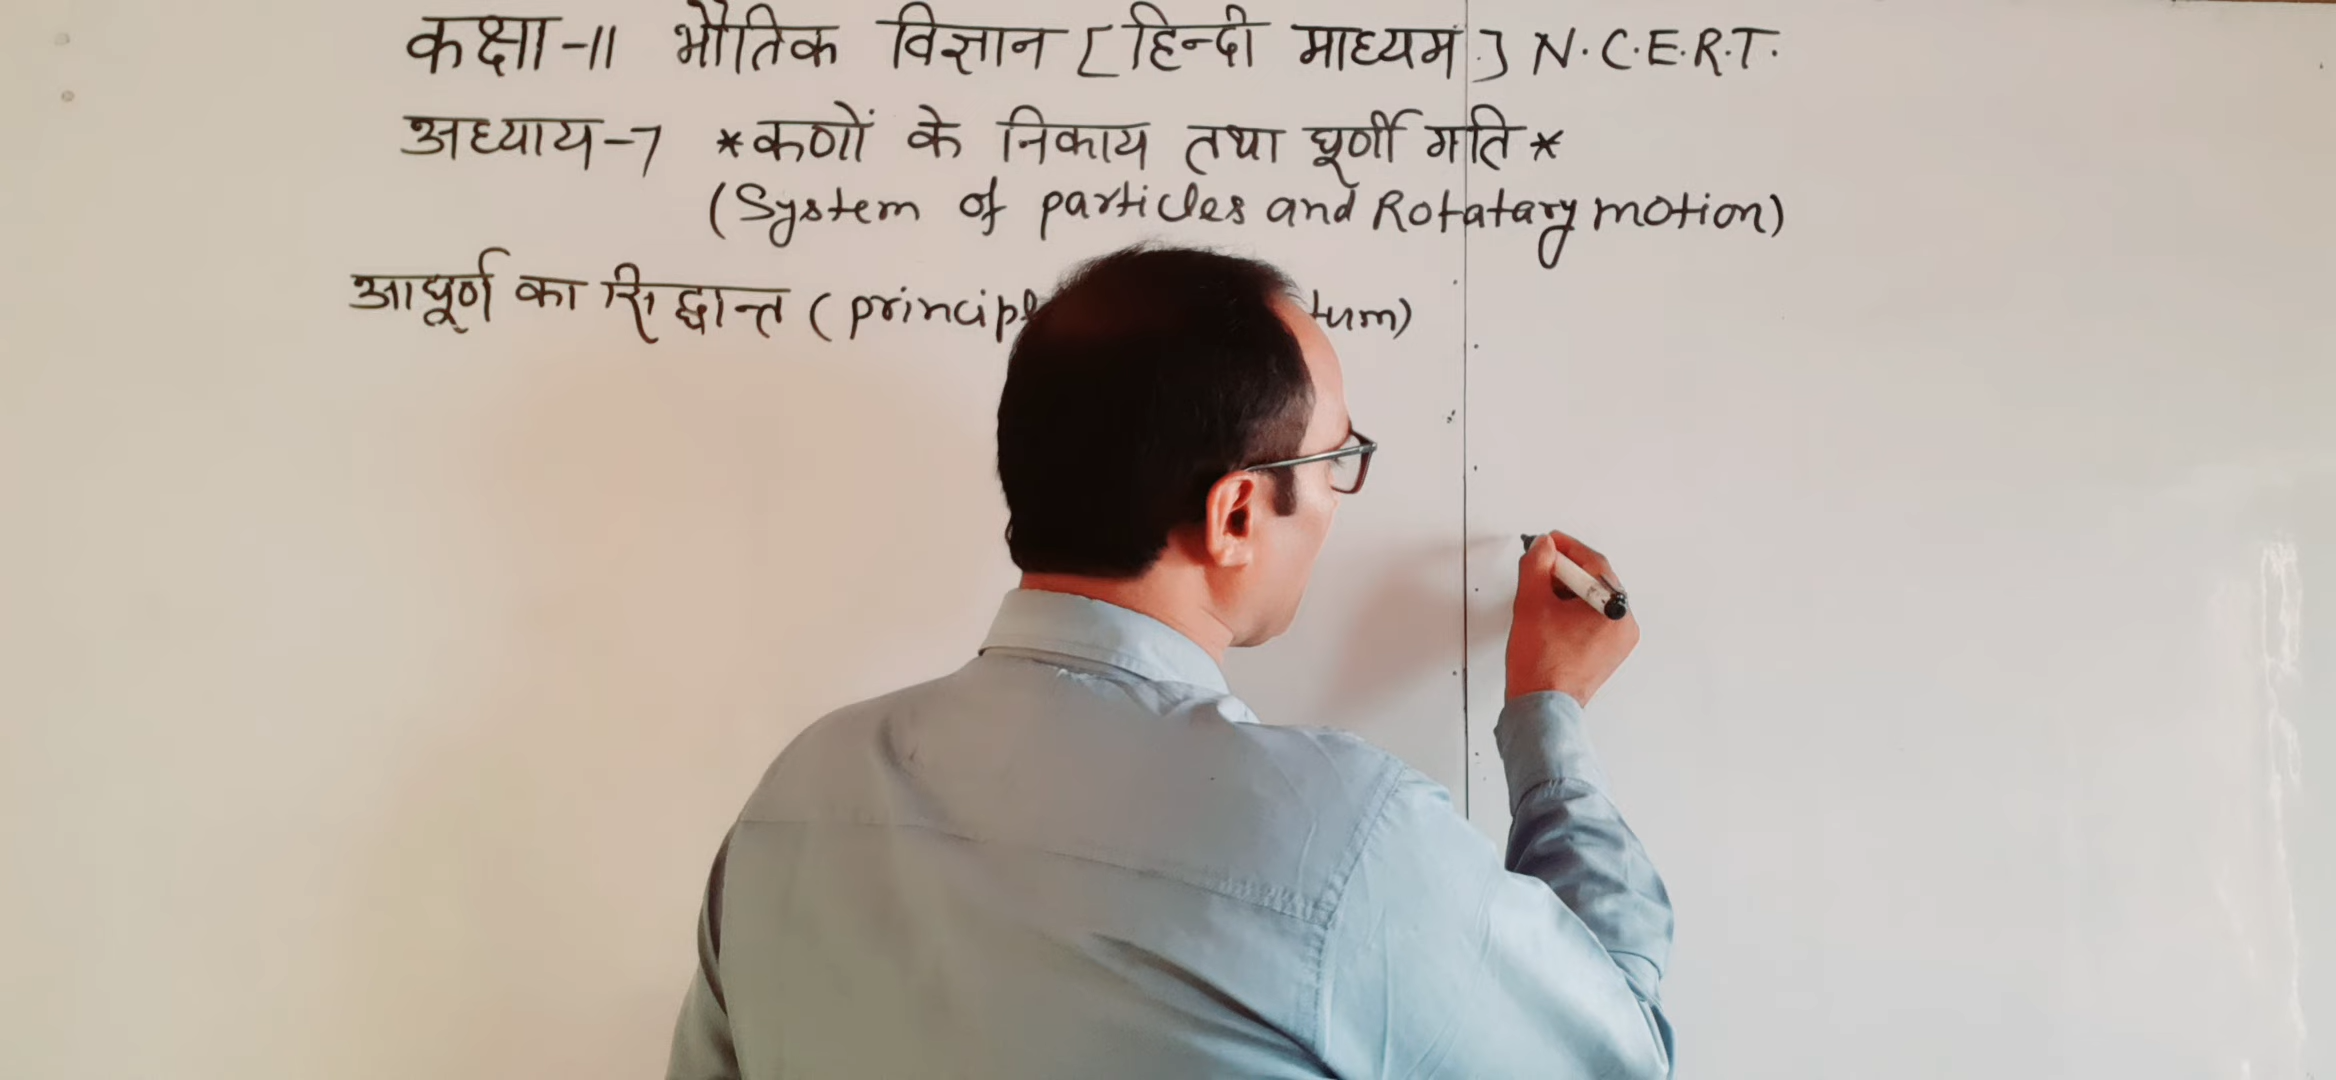 कक्षा-11 भौतिक विज्ञान [हिन्दी माध्यम] N.C.E.R.T.
अध्याय-7 *कणों के निकाय तथा घूर्णी गति*
(System of particles and Rotatary motion)
आघूर्ण का सिद्धान्त (